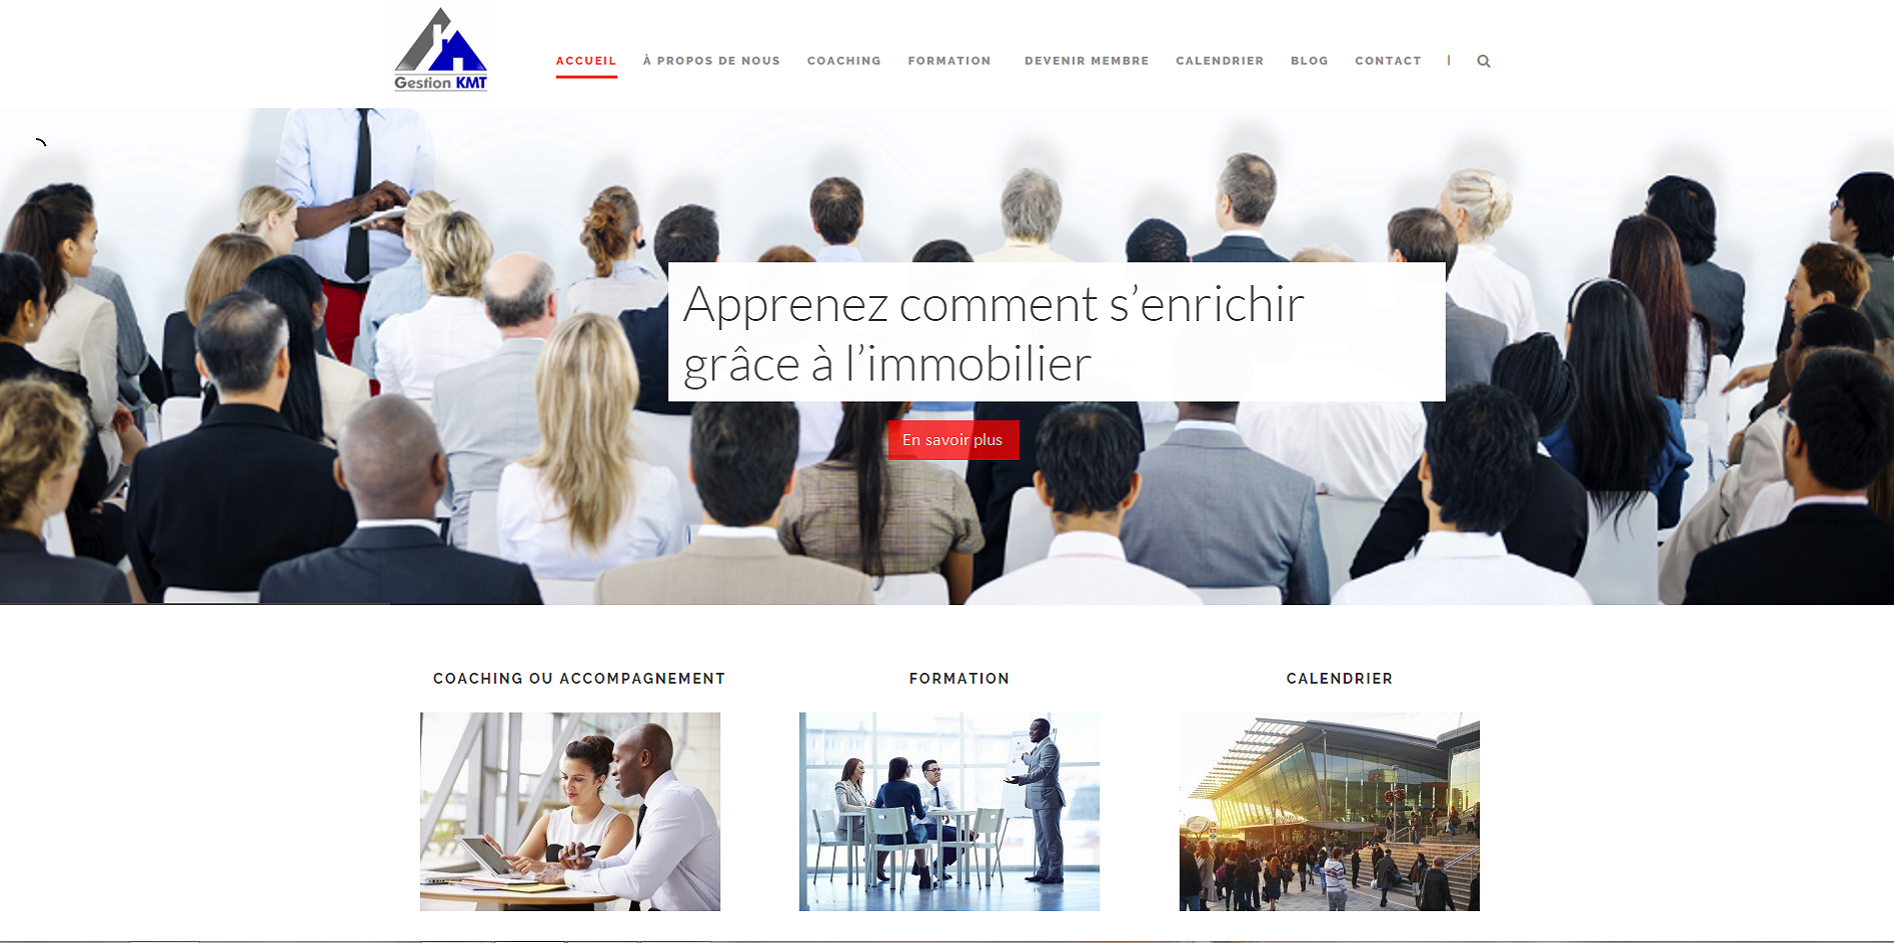 Gestion KMT
ACCUEIL
À PROPOS DE NOUS
COACHING
FORMATION
DEVENIR MEMBRE
CALENDRIER
BLOG
CONTACT
|
Apprenez comment s’enrichir
grâce à l’immobilier
En savoir plus
COACHING OU ACCOMPAGNEMENT
FORMATION
CALENDRIER